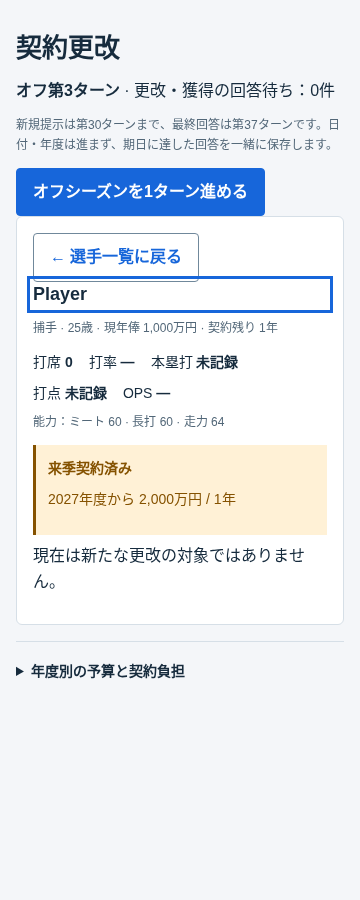 契約更改
オフ第3ターン · 更改・獲得の回答待ち：0件
新規提示は第30ターンまで、最終回答は第37ターンです。日
付・年度は進まず、期日に達した回答を一緒に保存します。
オフシーズンを1ターン進める
← 選手一覧に戻る
Player
捕手 · 25歳 · 現年俸 1,000万円 · 契約残り 1年
打席 0 打率 — 本塁打 未記録
打点 未記録 OPS —
能力：ミート 60 · 長打 60 · 走力 64
来季契約済み
2027年度から 2,000万円 / 1年
現在は新たな更改の対象ではありませ
ん。
▶ 年度別の予算と契約負担